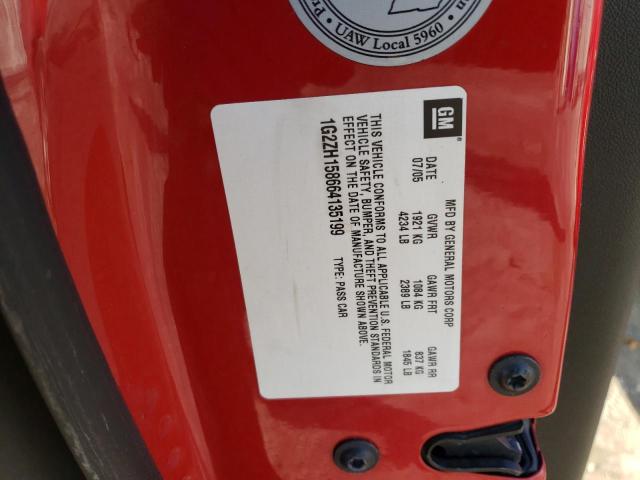 UAW Local 5960
GM
MFD BY GENERAL MOTORS CORP
DATE GVWR GAWR FRT GAWR RR
07/05 1921 KG 1084 KG 837 KG
4234 LB 2389 LB 1845 LB
THIS VEHICLE CONFORMS TO ALL APPLICABLE U.S. FEDERAL MOTOR
VEHICLE SAFETY, BUMPER, AND THEFT PREVENTION STANDARDS IN
EFFECT ON THE DATE OF MANUFACTURE SHOWN ABOVE.
1G2ZH158664135199 TYPE: PASS CAR